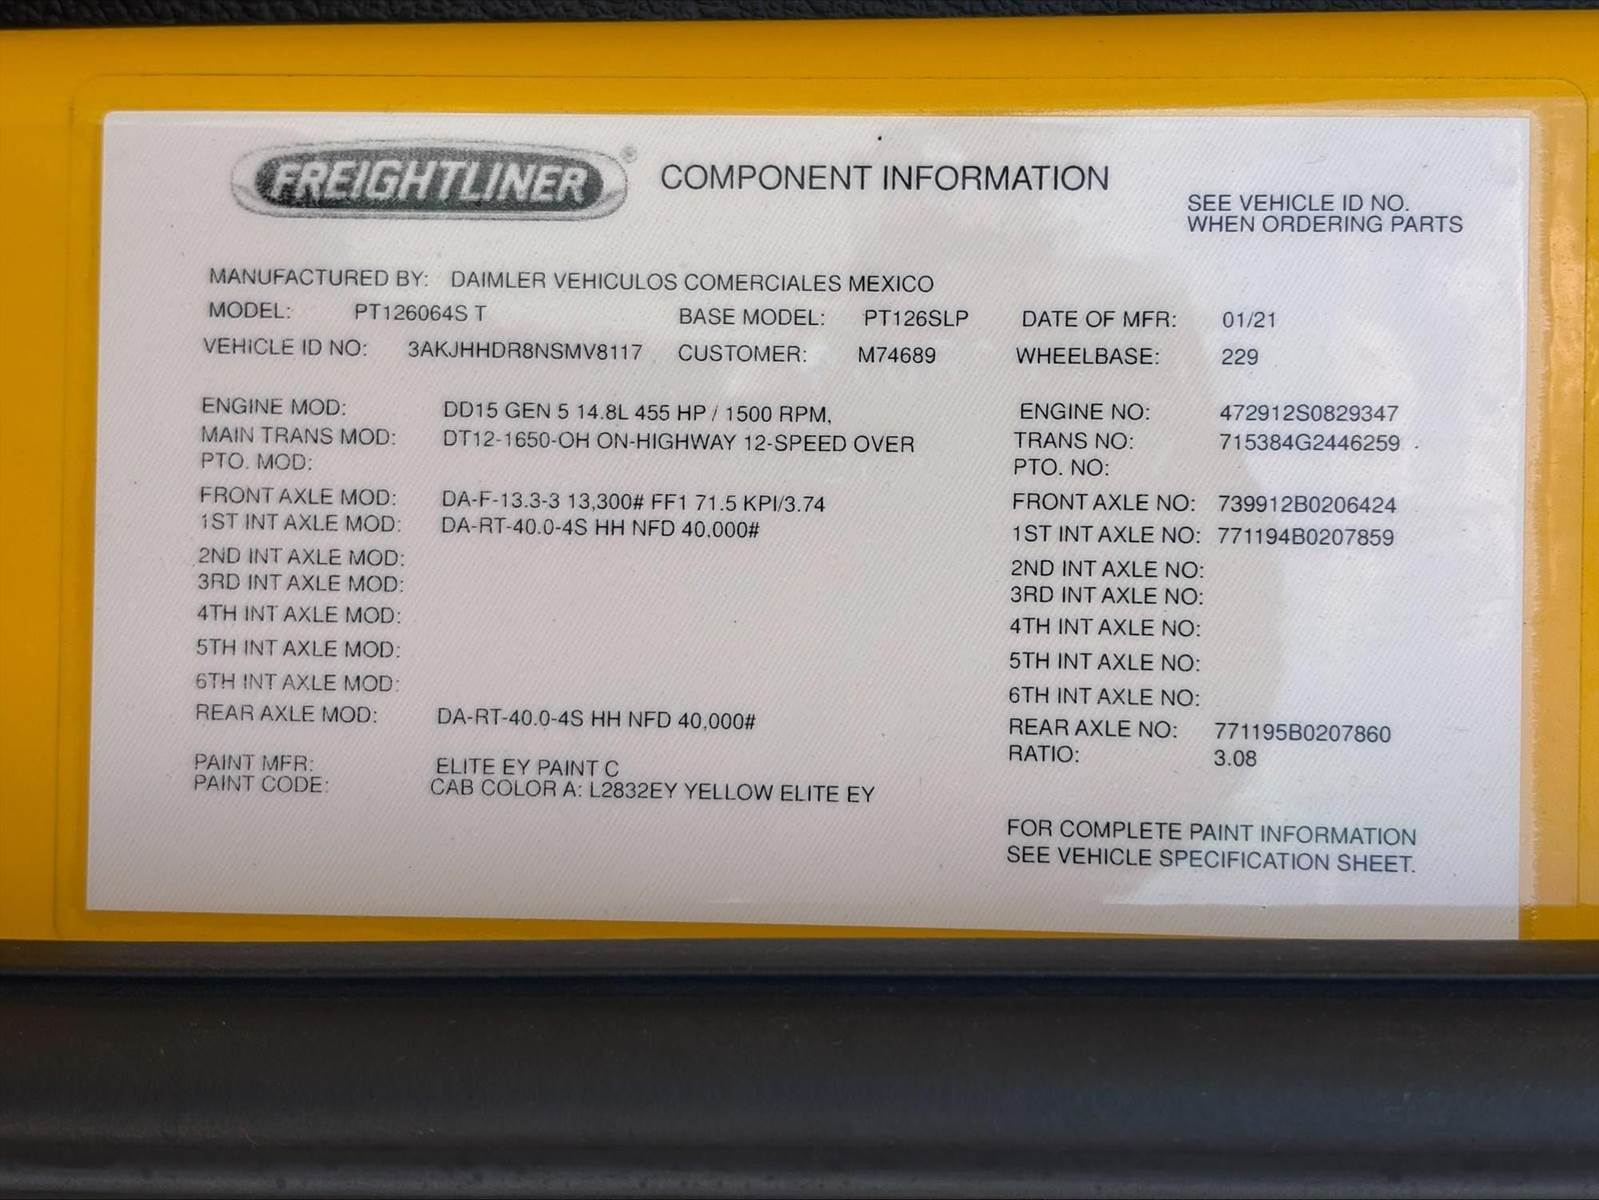 FREIGHTLINER ® COMPONENT INFORMATION
SEE VEHICLE ID NO.
WHEN ORDERING PARTS
MANUFACTURED BY: DAIMLER VEHICULOS COMERCIALES MEXICO
MODEL: PT126064S T BASE MODEL: PT126SLP DATE OF MFR: 01/21
VEHICLE ID NO: 3AKJHHDR8NSMV8117 CUSTOMER: M74689 WHEELBASE: 229
ENGINE MOD: DD15 GEN 5 14.8L 455 HP / 1500 RPM, ENGINE NO: 472912S0829347
MAIN TRANS MOD: DT12-1650-OH ON-HIGHWAY 12-SPEED OVER TRANS NO: 715384G2446259
PTO. MOD: PTO. NO:
FRONT AXLE MOD: DA-F-13.3-3 13,300# FF1 71.5 KPI/3.74 FRONT AXLE NO: 739912B0206424
1ST INT AXLE MOD: DA-RT-40.0-4S HH NFD 40,000# 1ST INT AXLE NO: 771194B0207859
2ND INT AXLE MOD: 2ND INT AXLE NO:
3RD INT AXLE MOD: 3RD INT AXLE NO:
4TH INT AXLE MOD: 4TH INT AXLE NO:
5TH INT AXLE MOD: 5TH INT AXLE NO:
6TH INT AXLE MOD: 6TH INT AXLE NO:
REAR AXLE MOD: DA-RT-40.0-4S HH NFD 40,000# REAR AXLE NO: 771195B0207860
RATIO: 3.08
PAINT MFR: ELITE EY PAINT C
PAINT CODE: CAB COLOR A: L2832EY YELLOW ELITE EY
FOR COMPLETE PAINT INFORMATION
SEE VEHICLE SPECIFICATION SHEET.